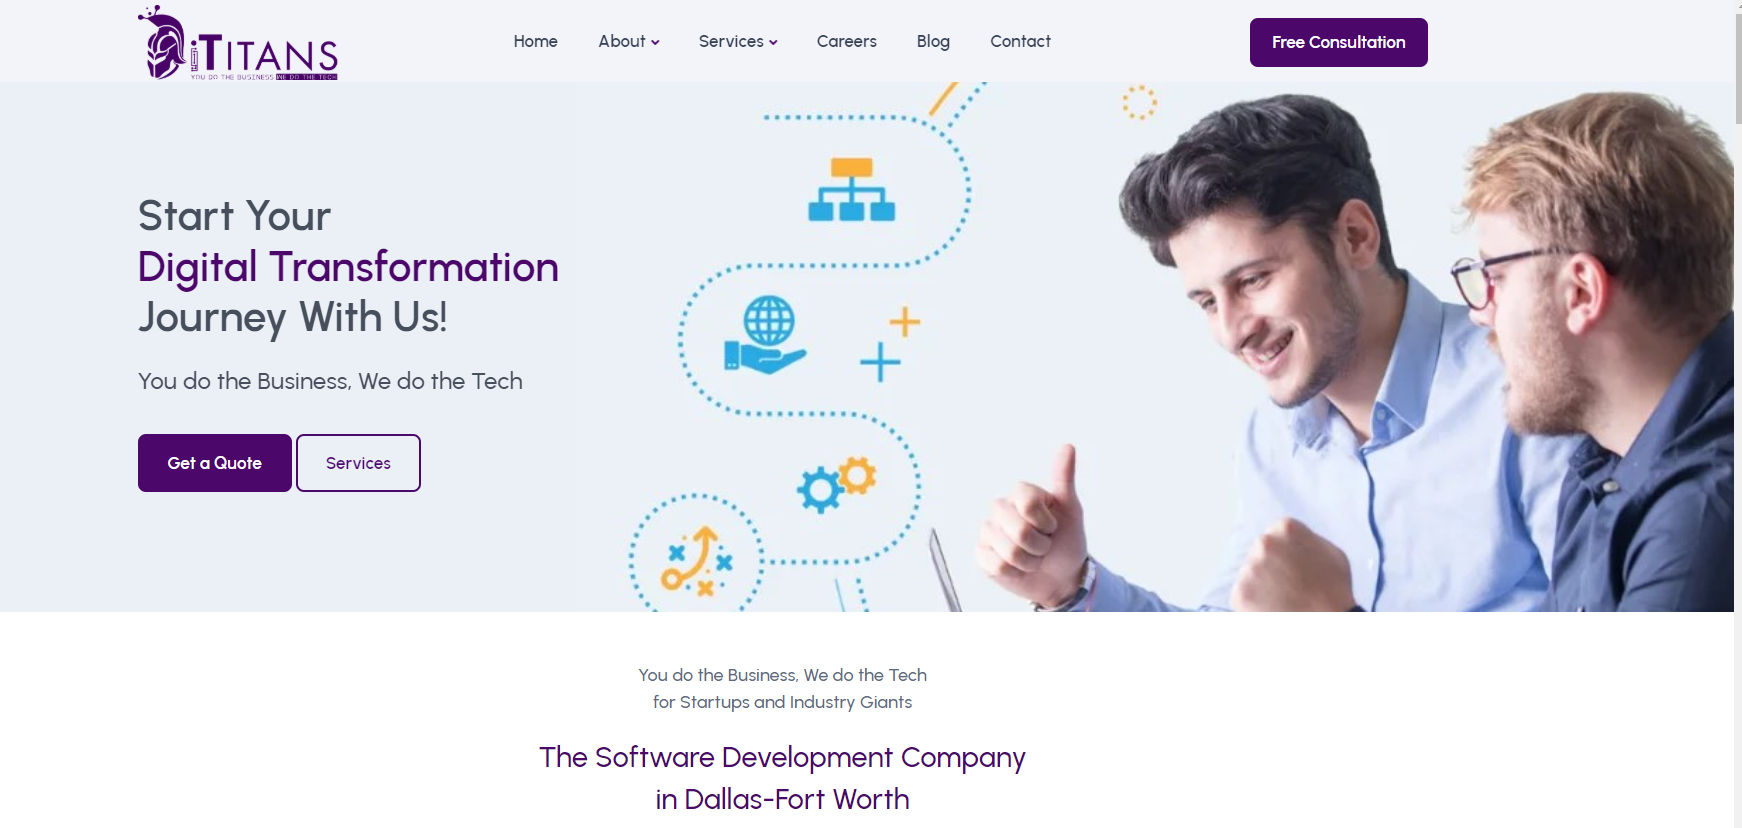 iTITANS
YOU DO THE BUSINESS WE DO THE TECH
Home
About
Services
Careers
Blog
Contact
Free Consultation
Start Your
Digital Transformation
Journey With Us!
You do the Business, We do the Tech
Get a Quote
Services
You do the Business, We do the Tech
for Startups and Industry Giants
The Software Development Company
in Dallas-Fort Worth